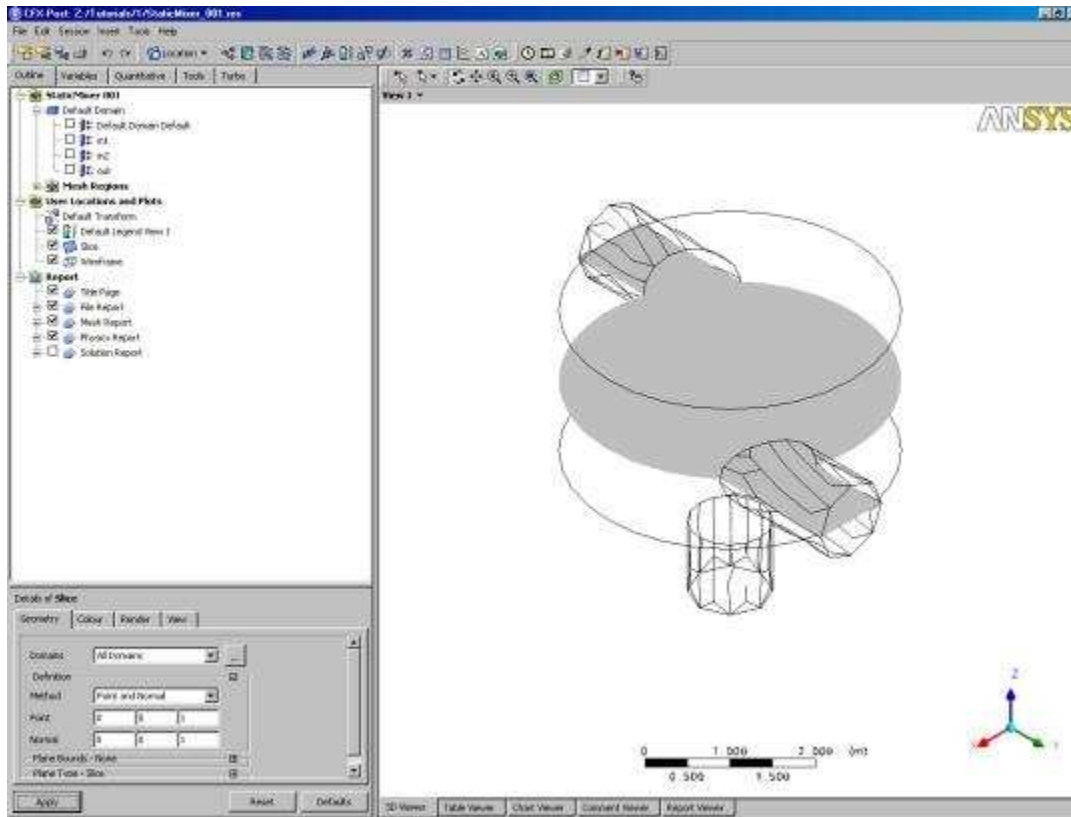 CFX-Post: Z:/Tutorials/1/StaticMixer_001.res
File Edit Session Insert Tools Help
Location
Outline Variables Quantitative Tools Turbo
StaticMixer 001
Default Domain
Default Domain Default
in1
in2
out
Mesh Regions
User Locations and Plots
Default Transform
Default Legend View 1
Slice
Wireframe
Report
Title Page
File Report
Mesh Report
Physics Report
Solution Report
Details of Slice
Geometry Colour Render View
Domains All Domains ...
Definition
Method Point and Normal
Point 0 0 1
Normal 0 0 1
Plane Bounds - None
Plane Type - Slice
Apply Reset Defaults
View 1
ANSYS
Z
X Y
0 1.000 2.000 (m)
0.500 1.500
3D Viewer Table Viewer Chart Viewer Comment Viewer Report Viewer